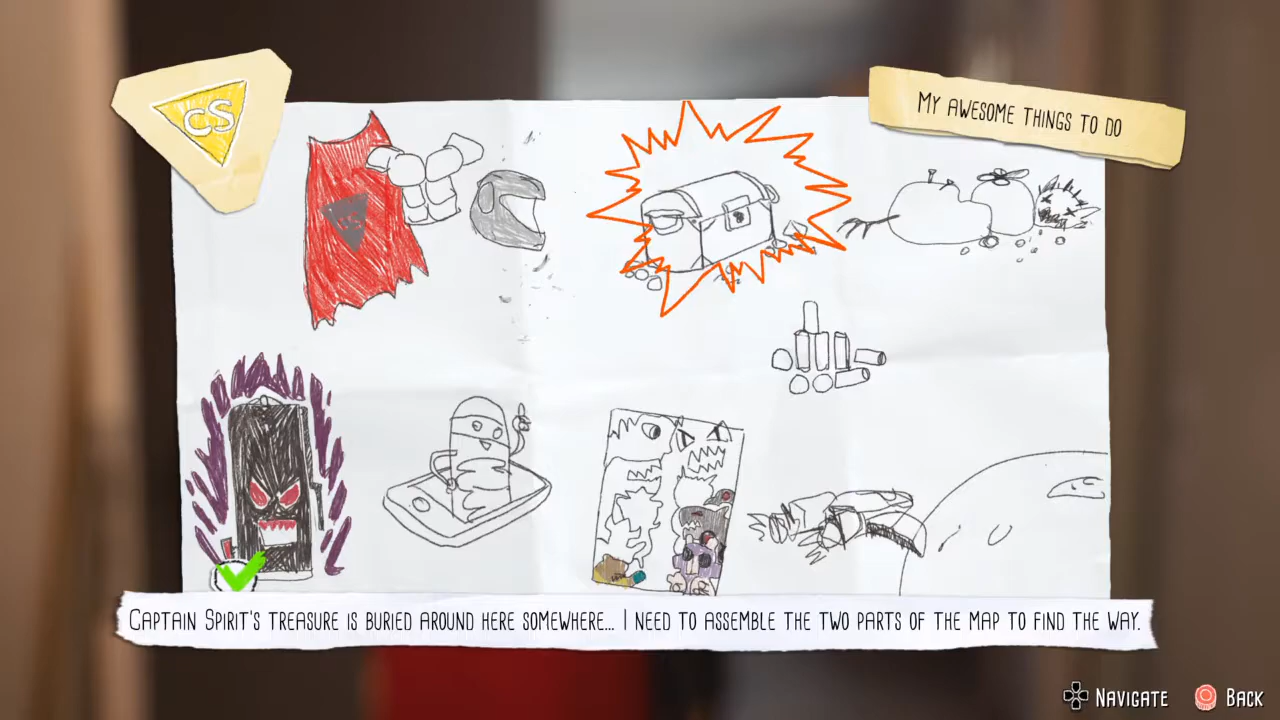 CS
My awesome things to do
Captain Spirit's treasure is buried around here somewhere... I need to assemble the two parts of the map to find the way.
Navigate
Back